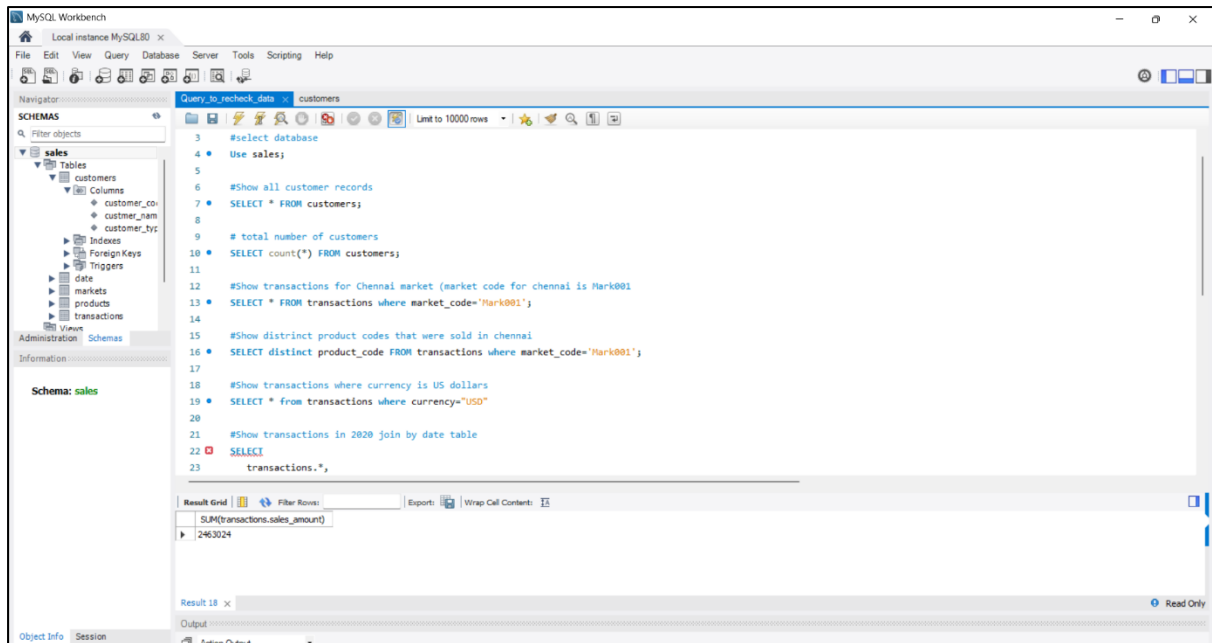 MySQL Workbench
Local instance MySQL80 ×
File Edit View Query Database Server Tools Scripting Help
Navigator
SCHEMAS
Filter objects
sales
Tables
customers
Columns
customer_co
custmer_nam
customer_typ
Indexes
Foreign Keys
Triggers
date
markets
products
transactions
Views
Administration Schemas
Information
Schema: sales
Object Info Session
Query_to_recheck_data × customers
Limit to 10000 rows
3 #select database
4 Use sales;
5
6 #Show all customer records
7 SELECT * FROM customers;
8
9 # total number of customers
10 SELECT count(*) FROM customers;
11
12 #Show transactions for Chennai market (market code for chennai is Mark001
13 SELECT * FROM transactions where market_code='Mark001';
14
15 #Show distrinct product codes that were sold in chennai
16 SELECT distinct product_code FROM transactions where market_code='Mark001';
17
18 #Show transactions where currency is US dollars
19 SELECT * from transactions where currency="USD"
20
21 #Show transactions in 2020 join by date table
22 SELECT
23 transactions.*,
Result Grid Filter Rows: Export: Wrap Cell Content:
SUM(transactions.sales_amount)
2463024
Result 18 × Read Only
Output
Action Output